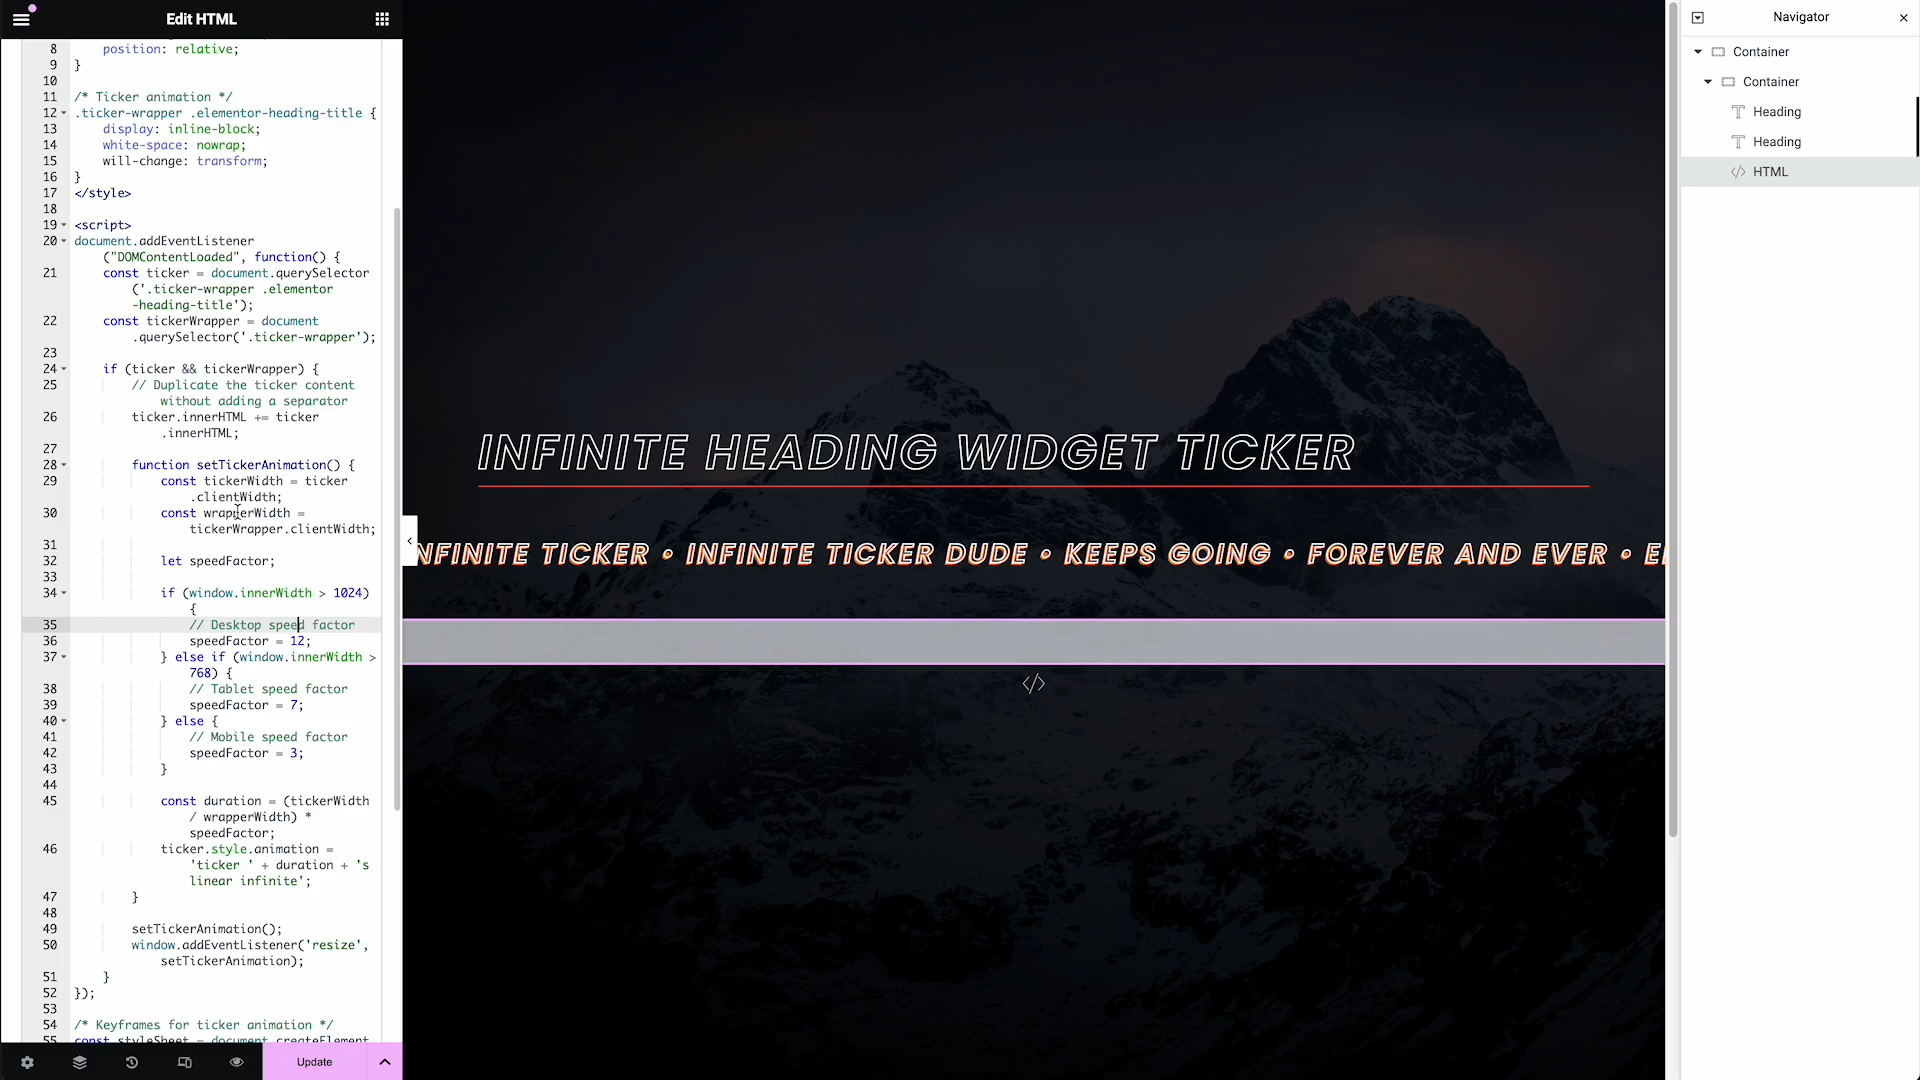 Edit HTML
8 position: relative;
9 }
10
11 /* Ticker animation */
12 .ticker-wrapper .elementor-heading-title {
13 display: inline-block;
14 white-space: nowrap;
15 will-change: transform;
16 }
17 </style>
18
19 <script>
20 document.addEventListener
("DOMContentLoaded", function() {
21 const ticker = document.querySelector
('.ticker-wrapper .elementor
-heading-title');
22 const tickerWrapper = document
.querySelector('.ticker-wrapper');
23
24 if (ticker && tickerWrapper) {
25 // Duplicate the ticker content
without adding a separator
26 ticker.innerHTML += ticker
.innerHTML;
27
28 function setTickerAnimation() {
29 const tickerWidth = ticker
.clientWidth;
30 const wrapperWidth =
tickerWrapper.clientWidth;
31
32 let speedFactor;
33
34 if (window.innerWidth > 1024)
{
35 // Desktop speed factor
36 speedFactor = 12;
37 } else if (window.innerWidth >
768) {
38 // Tablet speed factor
39 speedFactor = 7;
40 } else {
41 // Mobile speed factor
42 speedFactor = 3;
43 }
44
45 const duration = (tickerWidth
/ wrapperWidth) *
speedFactor;
46 ticker.style.animation =
'ticker ' + duration + 's
linear infinite';
47 }
48
49 setTickerAnimation();
50 window.addEventListener('resize',
setTickerAnimation);
51 }
52 });
53
54 /* Keyframes for ticker animation */
55 const styleSheet = document.createElement
Update
INFINITE HEADING WIDGET TICKER
NFINITE TICKER • INFINITE TICKER DUDE • KEEPS GOING • FOREVER AND EVER • E
</>
Navigator
Container
Container
Heading
Heading
</> HTML